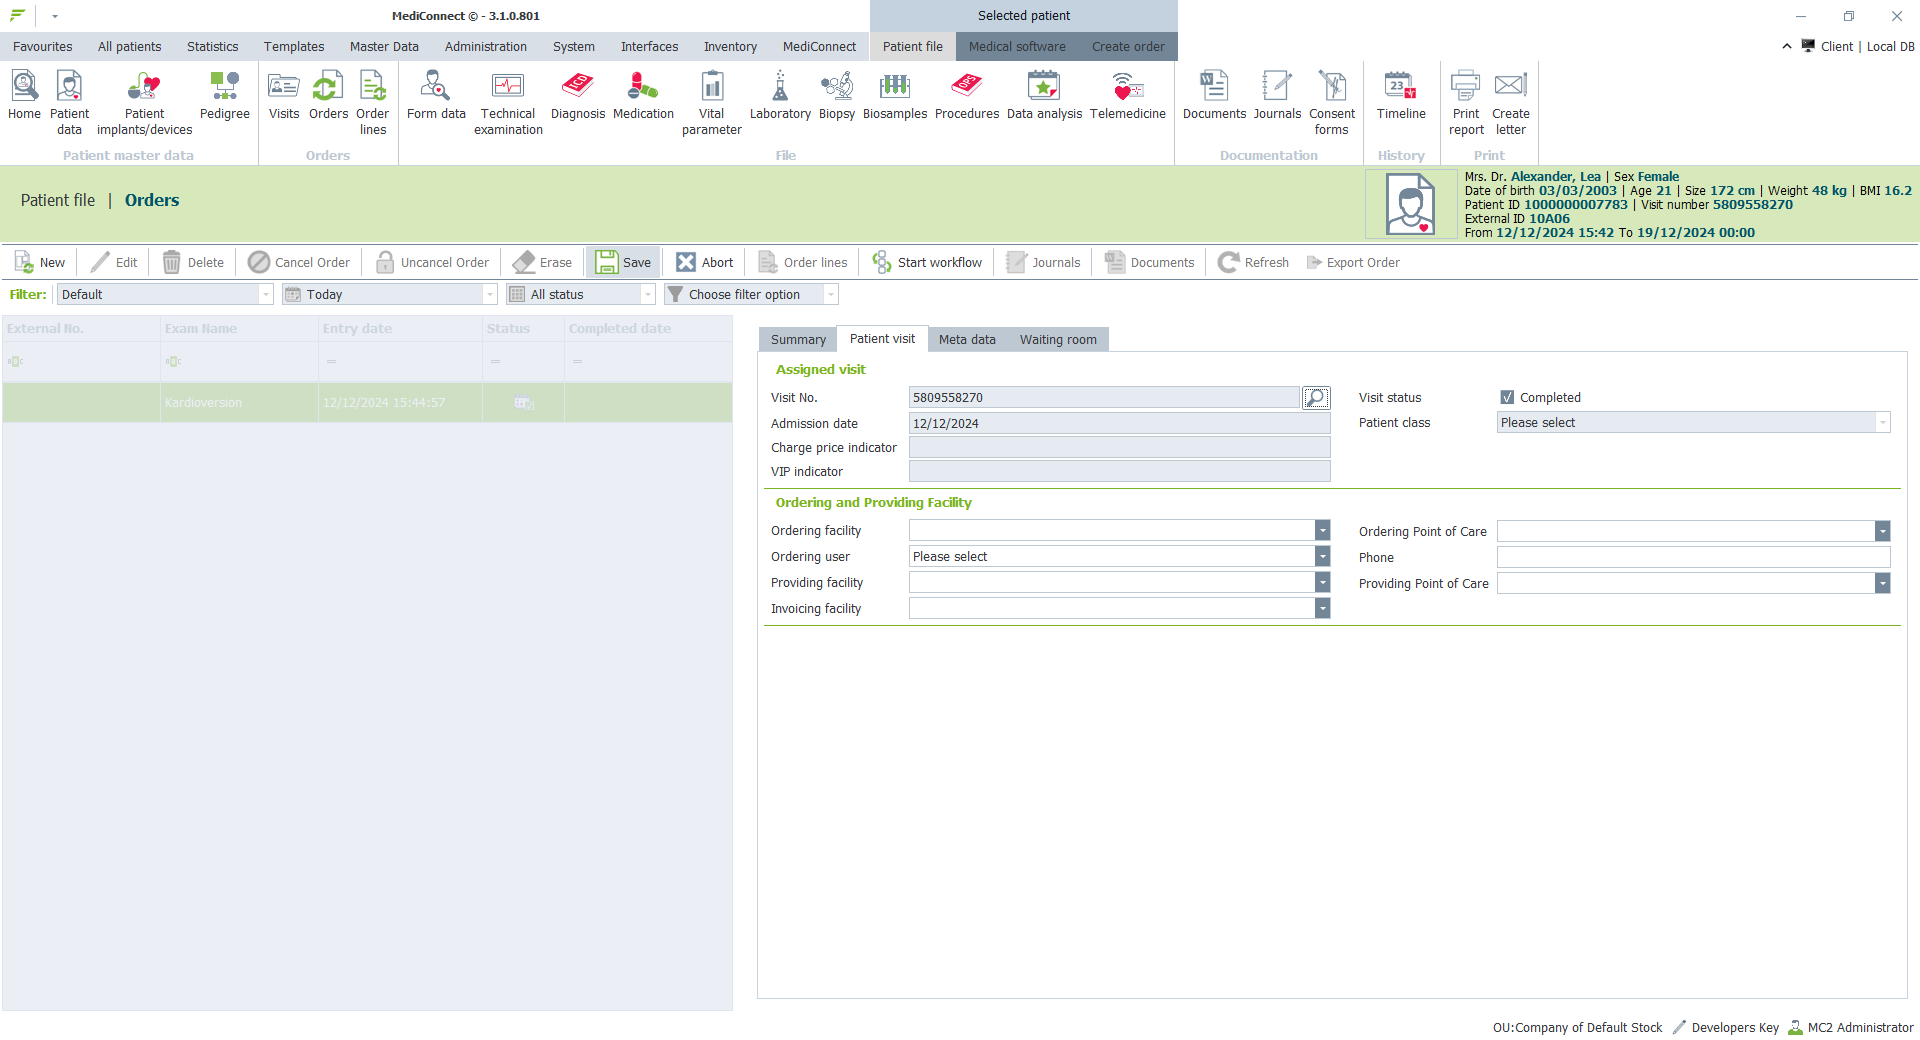 MediConnect © - 3.1.0.801
Selected patient
Favourites All patients Statistics Templates Master Data Administration System Interfaces Inventory MediConnect Patient file Medical software Create order Client | Local DB
Home Patient data Patient implants/devices Pedigree Visits Orders Order lines Form data Technical examination Diagnosis Medication Vital parameter Laboratory Biopsy Biosamples Procedures Data analysis Telemedicine Documents Journals Consent forms Timeline Print report Create letter
Patient master data Orders File Documentation History Print
Patient file | Orders
Mrs. Dr. Alexander, Lea | Sex Female
Date of birth 03/03/2003 | Age 21 | Size 172 cm | Weight 48 kg | BMI 16.2
Patient ID 1000000007783 | Visit number 5809558270
External ID 10A06
From 12/12/2024 15:42 To 19/12/2024 00:00
New Edit Delete Cancel Order Uncancel Order Erase Save Abort Order lines Start workflow Journals Documents Refresh Export Order
Filter: Default Today All status Choose filter option
External No. Exam Name Entry date Status Completed date
Kardioversion 12/12/2024 15:44:57
Summary Patient visit Meta data Waiting room
Assigned visit
Visit No. 5809558270 Visit status Completed
Admission date 12/12/2024 Patient class Please select
Charge price indicator
VIP indicator
Ordering and Providing Facility
Ordering facility Ordering Point of Care
Ordering user Please select Phone
Providing facility Providing Point of Care
Invoicing facility
OU:Company of Default Stock Developers Key MC2 Administrator